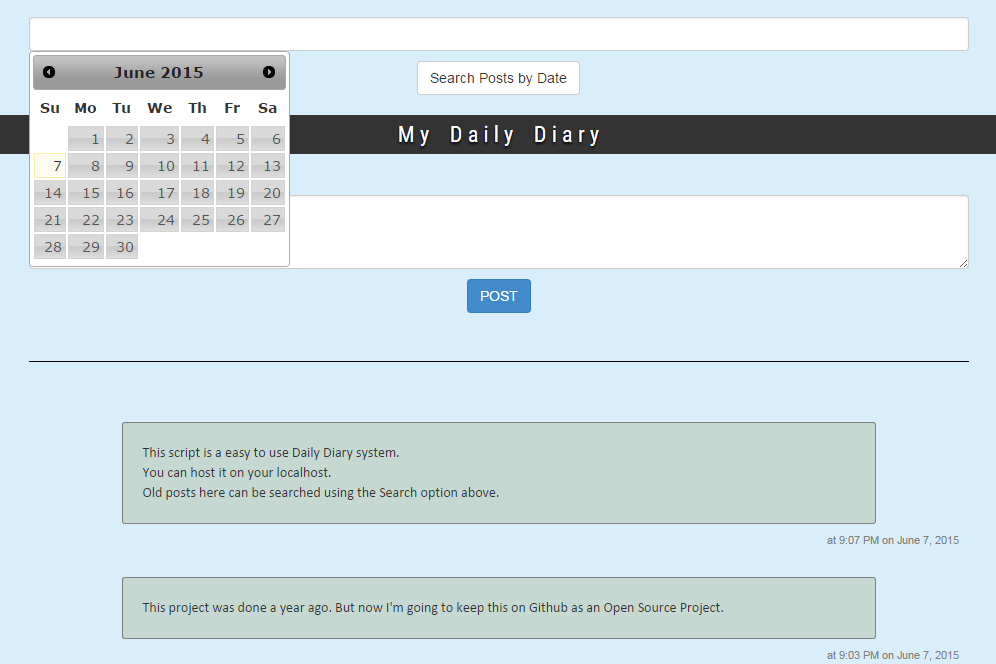 June 2015
Search Posts by Date
Su Mo Tu We Th Fr Sa
1 2 3 4 5 6
7 8 9 10 11 12 13
14 15 16 17 18 19 20
21 22 23 24 25 26 27
28 29 30
My Daily Diary
POST
This script is a easy to use Daily Diary system.
You can host it on your localhost.
Old posts here can be searched using the Search option above.
at 9:07 PM on June 7, 2015
This project was done a year ago. But now I'm going to keep this on Github as an Open Source Project.
at 9:03 PM on June 7, 2015